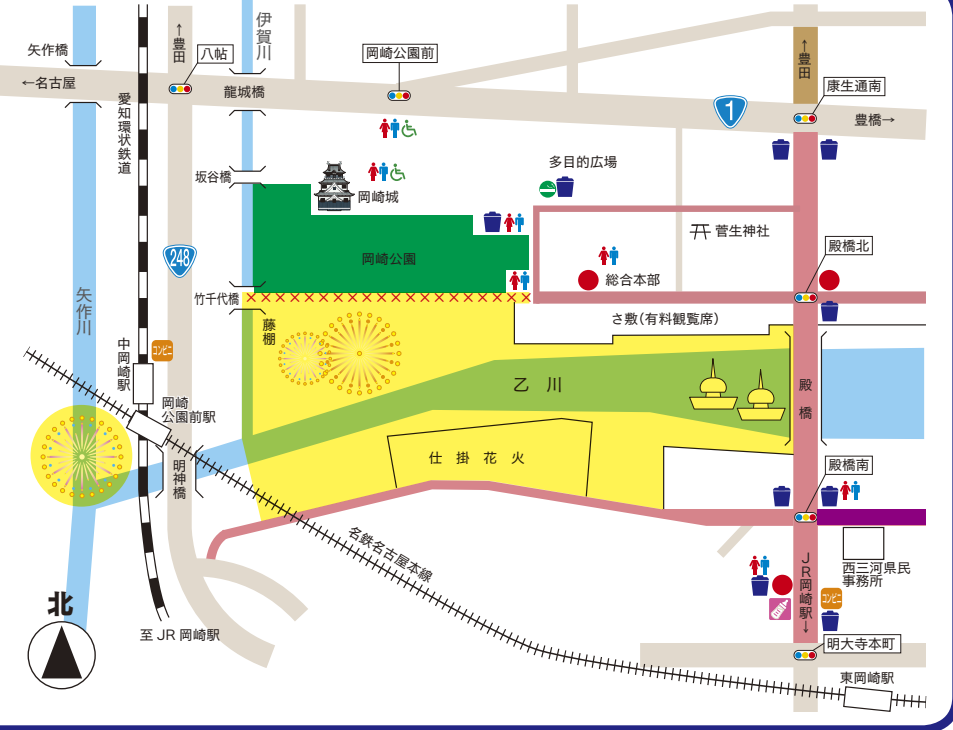 伊賀川
矢作橋
←名古屋
↑豊田
八帖
岡崎公園前
↑豊田
康生通南
龍城橋
1
豊橋→
愛知環状鉄道
坂谷橋
岡崎城
多目的広場
菅生神社
殿橋北
248
岡崎公園
総合本部
竹千代橋
矢作川
藤棚
さ敷(有料観覧席)
コンビニ
中岡崎駅
乙川
殿橋
岡崎
公園前駅
仕掛花火
明神橋
殿橋南
名鉄名古屋本線
西三河県民
事務所
JR岡崎駅↓
コンビニ
北
至JR岡崎駅
明大寺本町
東岡崎駅